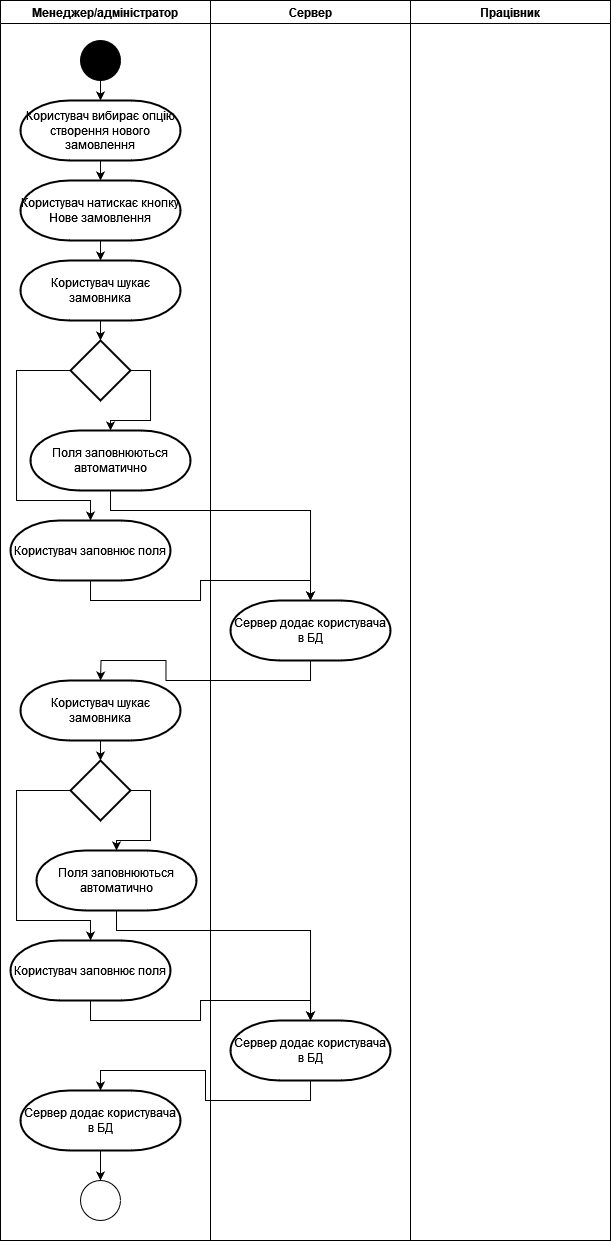 Менеджер/адміністратор
Сервер
Працівник
Користувач вибирає опцію
створення нового
замовлення
Користувач натискає кнопку
Нове замовлення
Користувач шукає
замовника
Поля заповнюються
автоматично
Користувач заповнює поля
Сервер додає користувача
в БД
Користувач шукає
замовника
Поля заповнюються
автоматично
Користувач заповнює поля
Сервер додає користувача
в БД
Сервер додає користувача
в БД